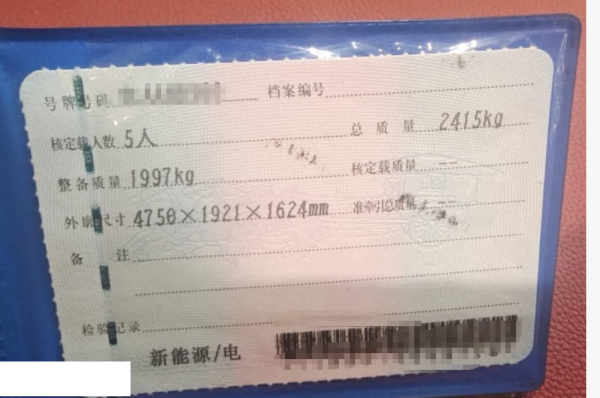 号牌号码
档案编号
核定载人数 5人
总 质 量 2415kg
整备质量 1997kg
核定载质量 --
外廓尺寸 4750×1921×1624mm
准牵引总质量 --
备 注
检验记录
新能源/电